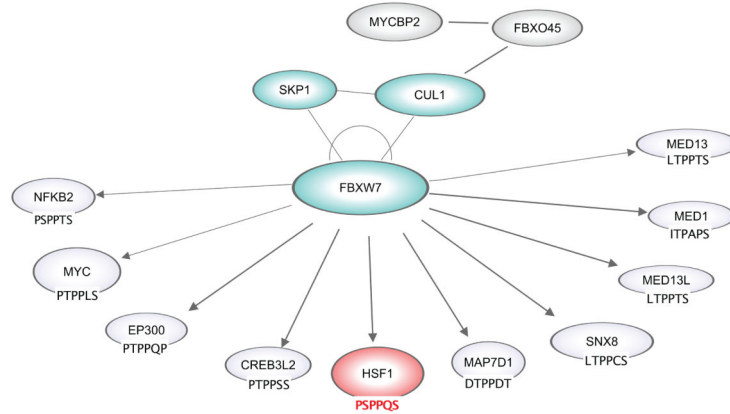 MYCBP2
FBXO45
SKP1
CUL1
FBXW7
MED13
LTPPTS
NFKB2
PSPPTS
MED1
ITPAPS
MYC
PTPPLS
MED13L
LTPPTS
EP300
PTPPQP
SNX8
LTPPCS
CREB3L2
PTPPSS
HSF1
PSPPQS
MAP7D1
DTPPDT